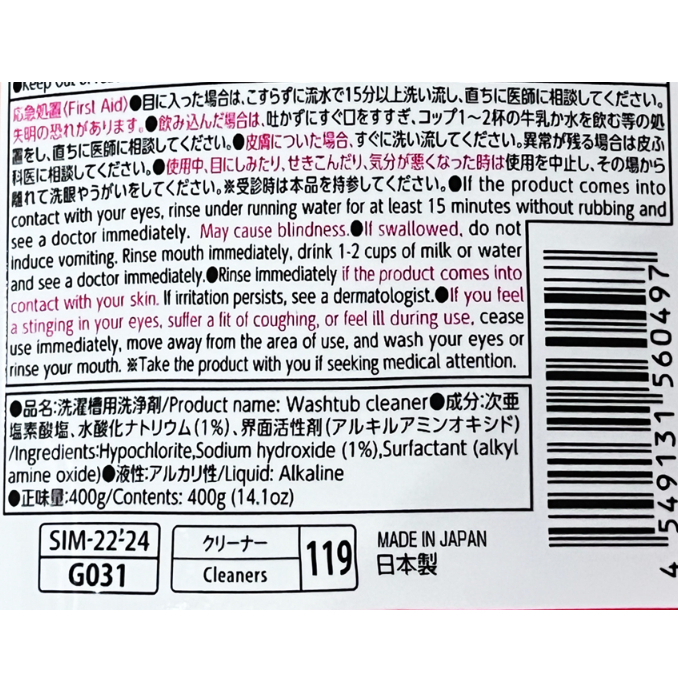 ●Keep out of
応急処置〈First Aid〉●目に入った場合は、こすらずに流水で15分以上洗い流し、直ちに医師に相談してください。
失明の恐れがあります。●飲み込んだ場合は、吐かずにすぐ口をすすぎ、コップ1～2杯の牛乳か水を飲む等の処
置をし、直ちに医師に相談してください。●皮膚についた場合、すぐに洗い流してください。異常が残る場合は皮ふ
科医に相談してください。●使用中、目にしみたり、せきこんだり、気分が悪くなった時は使用を中止し、その場から
離れて洗眼やうがいをしてください。※受診時は本品を持参してください。●If the product comes into
contact with your eyes, rinse under running water for at least 15 minutes without rubbing and
see a doctor immediately. May cause blindness.●If swallowed, do not
induce vomiting. Rinse mouth immediately, drink 1-2 cups of milk or water
and see a doctor immediately.●Rinse immediately if the product comes into
contact with your skin. If irritation persists, see a dermatologist.●If you feel
a stinging in your eyes, suffer a fit of coughing, or feel ill during use, cease
use immediately, move away from the area of use, and wash your eyes or
rinse your mouth. ※Take the product with you if seeking medical attention.
●品名:洗濯槽用洗浄剤/Product name: Washtub cleaner●成分:次亜
塩素酸塩、水酸化ナトリウム(1%)、界面活性剤(アルキルアミンオキシド)
/Ingredients:Hypochlorite,Sodium hydroxide (1%),Surfactant (alkyl
amine oxide)●液性:アルカリ性/Liquid: Alkaline
●正味量:400g/Contents: 400g (14.1oz)
SIM-22-24
G031
クリーナー
Cleaners
119
MADE IN JAPAN
日本製
4 549131 560497